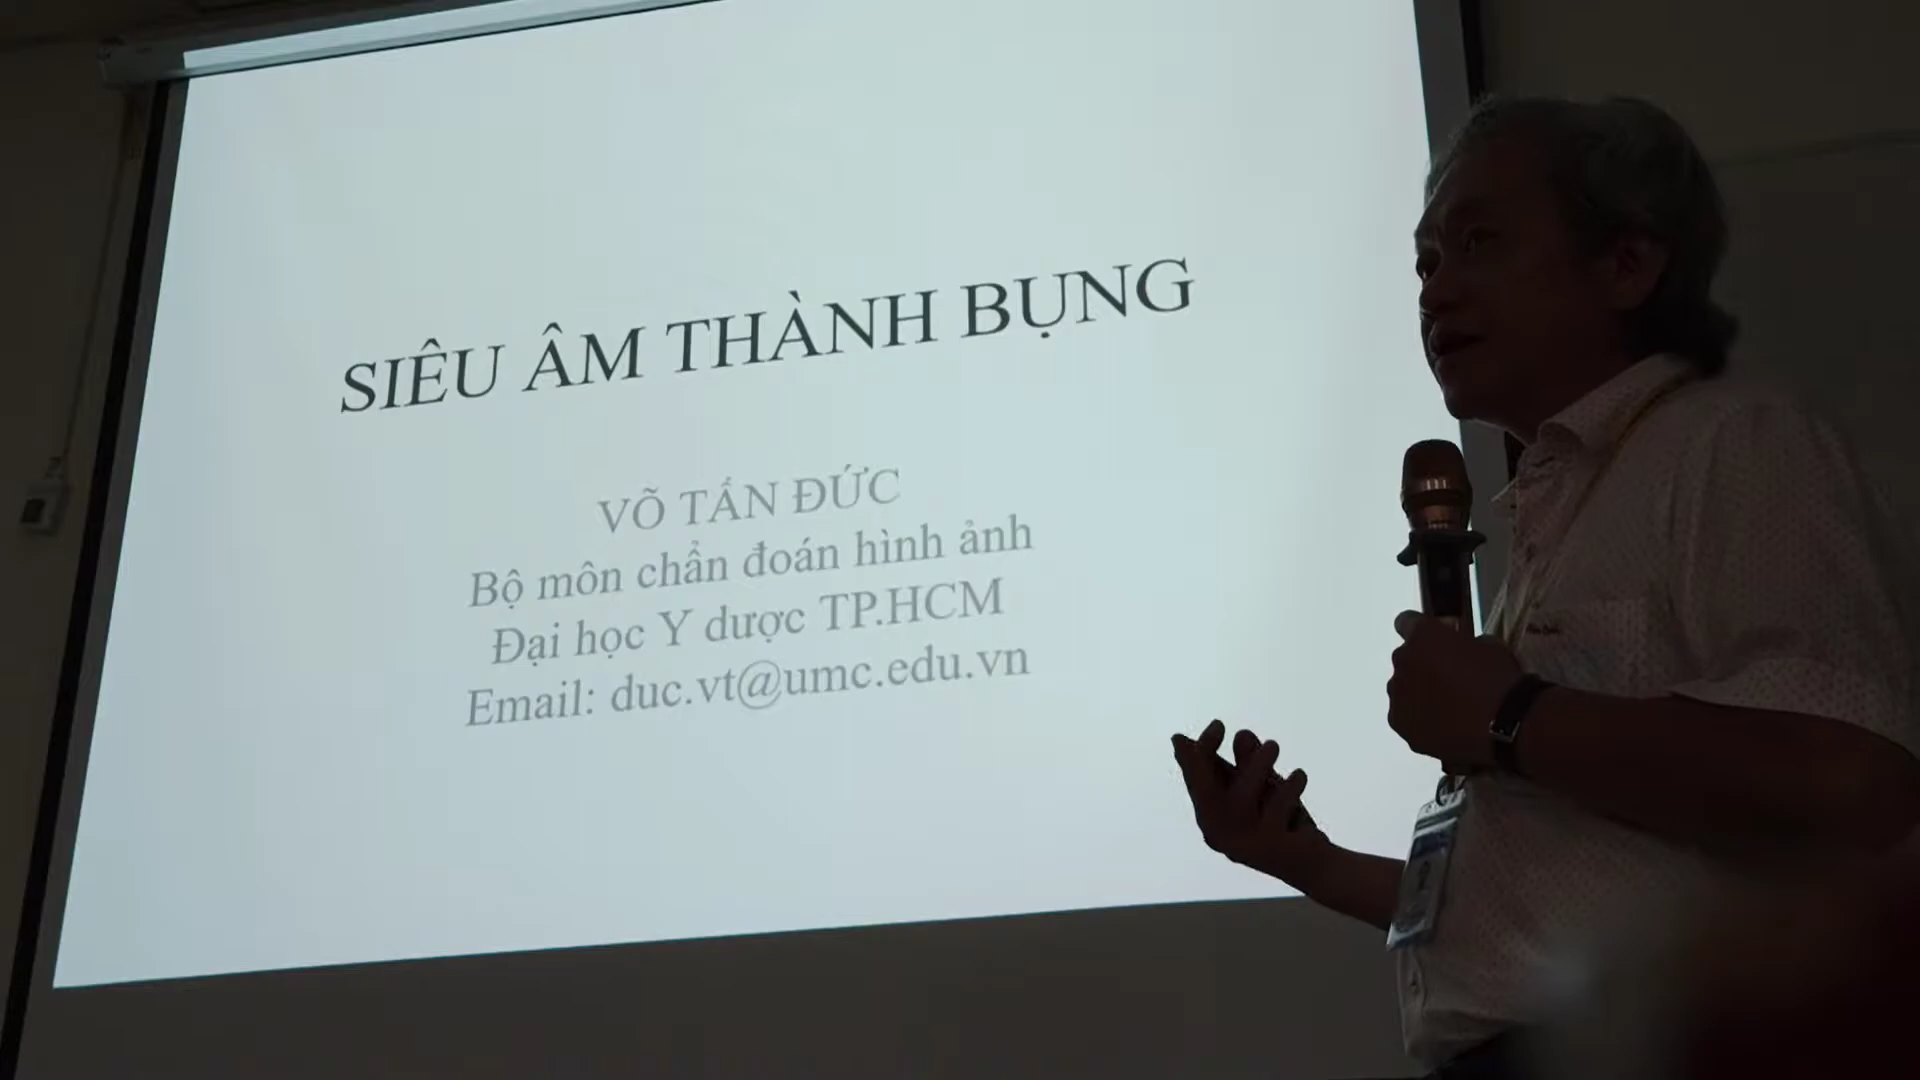 SIÊU ÂM THÀNH BỤNG
VÕ TẤN ĐỨC
Bộ môn chẩn đoán hình ảnh
Đại học Y dược TP.HCM
Email: duc.vt@umc.edu.vn